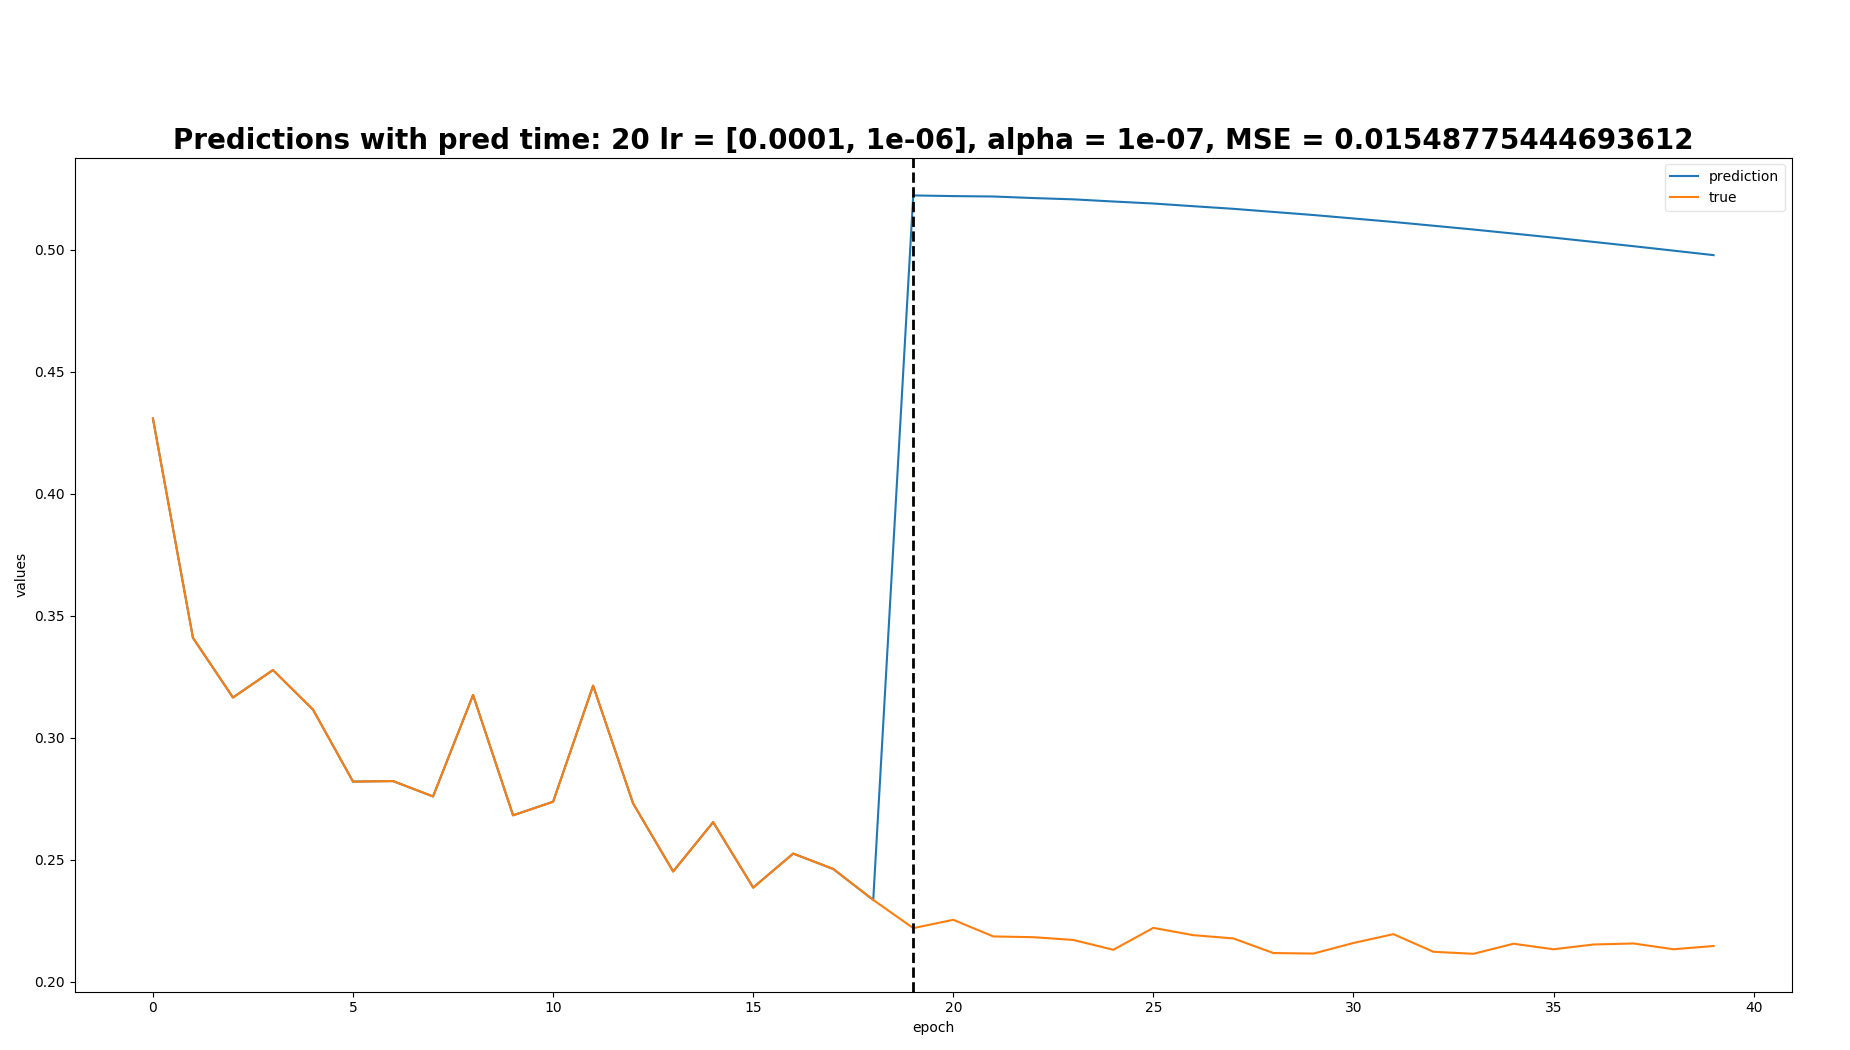 Predictions with pred time: 20 lr = [0.0001, 1e-06], alpha = 1e-07, MSE = 0.01548775444693612
prediction
true
0.50
0.45
0.40
0.35
0.30
0.25
0.20
values
0 5 10 15 20 25 30 35 40
epoch